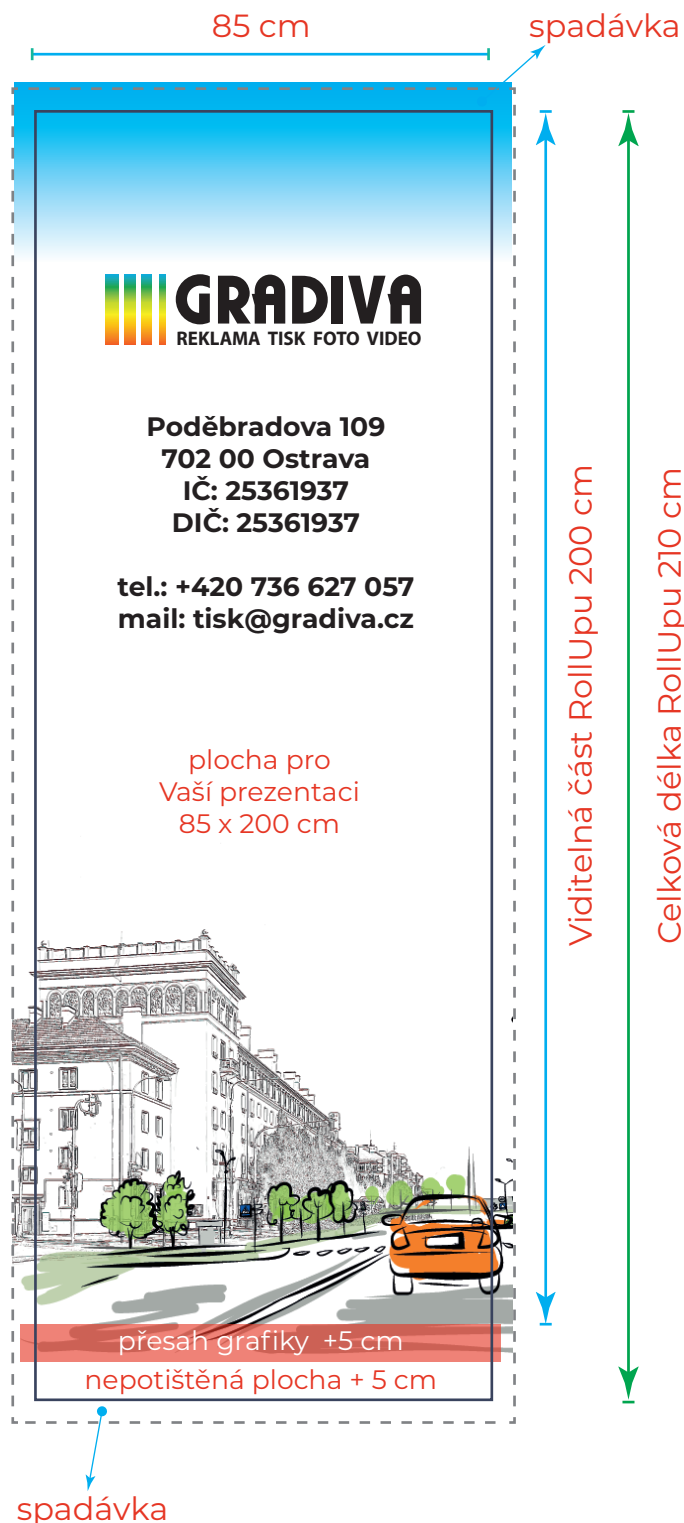 85 cm
spadávka
GRADIVA
REKLAMA TISK FOTO VIDEO
Poděbradova 109
702 00 Ostrava
IČ: 25361937
DIČ: 25361937
tel.: +420 736 627 057
mail: tisk@gradiva.cz
plocha pro
Vaší prezentaci
85 x 200 cm
Viditelná část RollUpu 200 cm
Celková délka RollUpu 210 cm
přesah grafiky +5 cm
nepotištěná plocha + 5 cm
spadávka